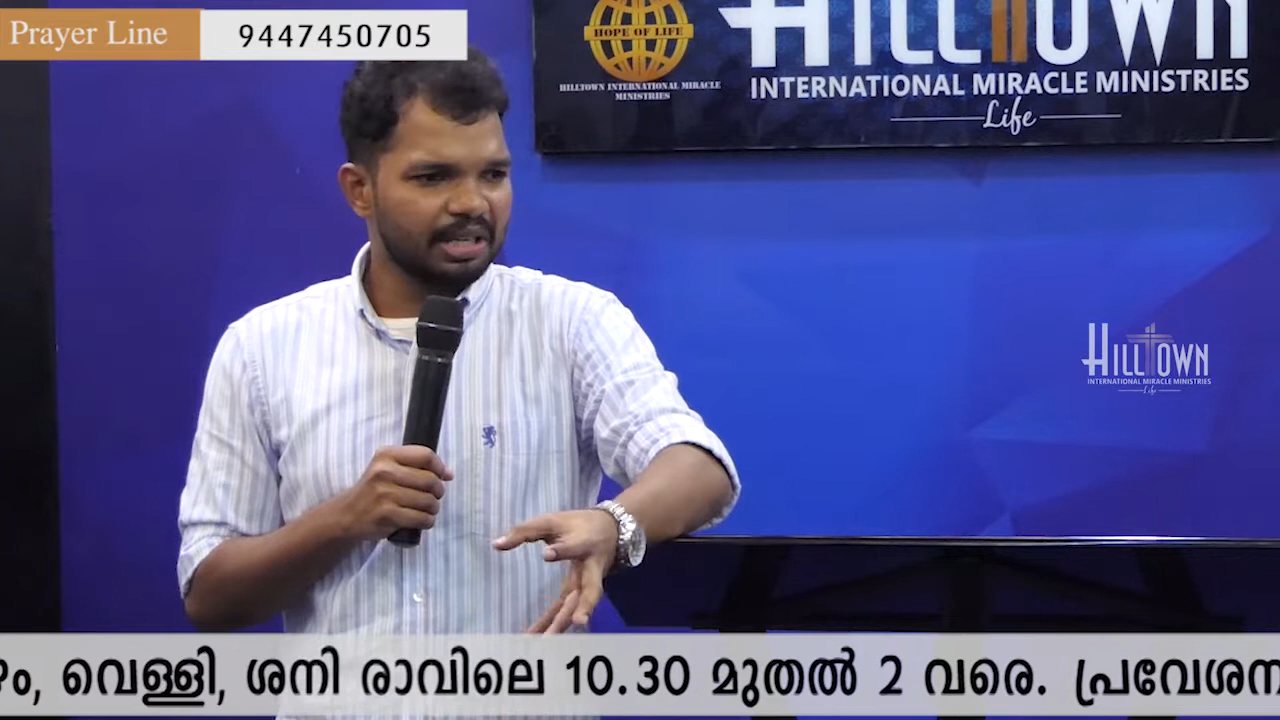 Prayer Line 9447450705
HOPE OF LIFE
HILLTOWN INTERNATIONAL MIRACLE
MINISTRIES
HILLTOWN
INTERNATIONAL MIRACLE MINISTRIES
Life
HILLTOWN
INTERNATIONAL MIRACLE MINISTRIES
Life
വെള്ളി, ശനി രാവിലെ 10.30 മുതൽ 2 വരെ.